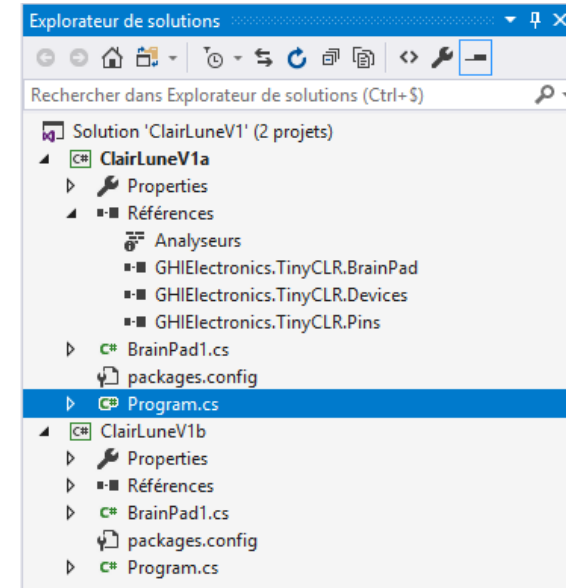 Explorateur de solutions
Rechercher dans Explorateur de solutions (Ctrl+$)
Solution 'ClairLuneV1' (2 projets)
C# ClairLuneV1a
Properties
Références
Analyseurs
GHIElectronics.TinyCLR.BrainPad
GHIElectronics.TinyCLR.Devices
GHIElectronics.TinyCLR.Pins
C# BrainPad1.cs
packages.config
C# Program.cs
C# ClairLuneV1b
Properties
Références
C# BrainPad1.cs
packages.config
C# Program.cs